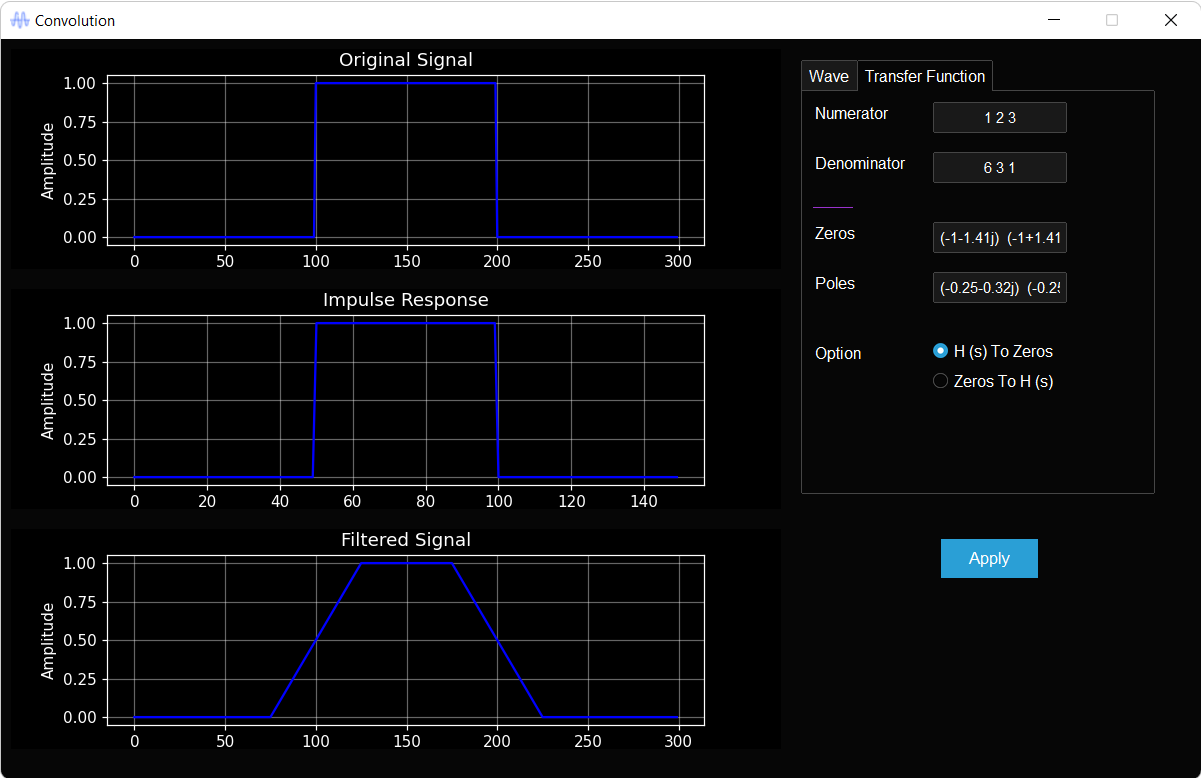 Convolution
Original Signal
Amplitude
1.00
0.75
0.50
0.25
0.00
0 50 100 150 200 250 300
Impulse Response
Amplitude
1.00
0.75
0.50
0.25
0.00
0 20 40 60 80 100 120 140
Filtered Signal
Amplitude
1.00
0.75
0.50
0.25
0.00
0 50 100 150 200 250 300
Wave Transfer Function
Numerator 1 2 3
Denominator 6 3 1
Zeros (-1-1.41j) (-1+1.41
Poles (-0.25-0.32j) (-0.25
Option H (s) To Zeros
Zeros To H (s)
Apply